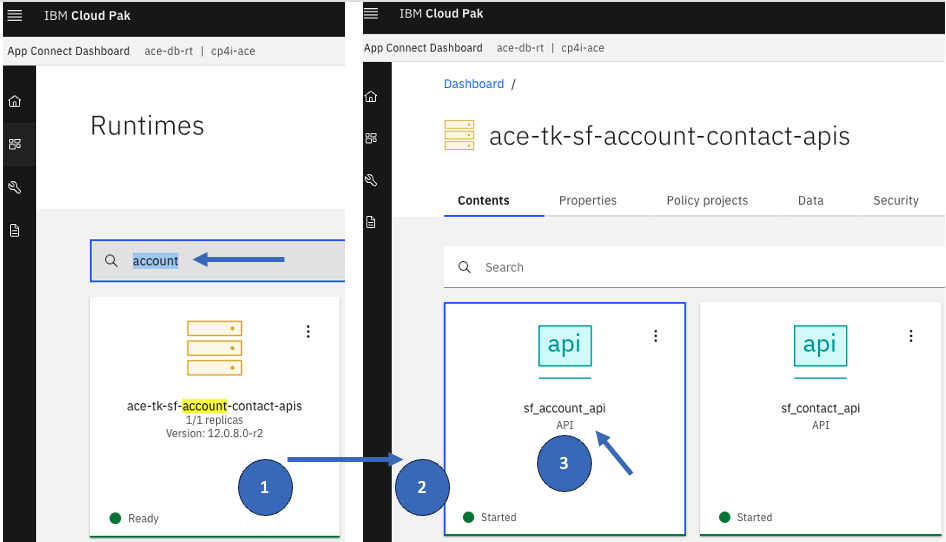 IBM Cloud Pak
App Connect Dashboard ace-db-rt | cp4i-ace
Runtimes
account
ace-tk-sf-account-contact-apis
1/1 replicas
Version: 12.0.8.0-r2
1
Ready
IBM Cloud Pak
App Connect Dashboard ace-db-rt | cp4i-ace
Dashboard /
ace-tk-sf-account-contact-apis
Contents Properties Policy projects Data Security
Search
api
sf_account_api
API
2
3
Started
api
sf_contact_api
API
Started